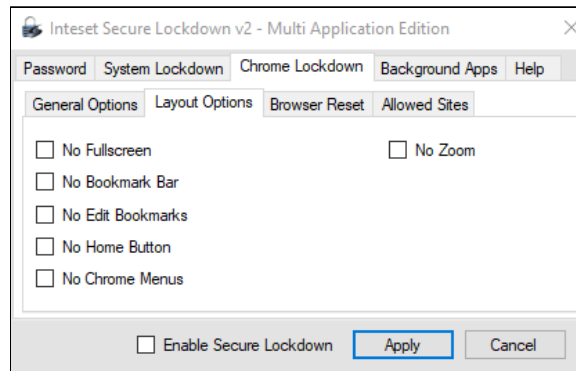 Inteset Secure Lockdown v2 - Multi Application Edition
Password System Lockdown Chrome Lockdown Background Apps Help
General Options Layout Options Browser Reset Allowed Sites
No Fullscreen No Zoom
No Bookmark Bar
No Edit Bookmarks
No Home Button
No Chrome Menus
Enable Secure Lockdown Apply Cancel